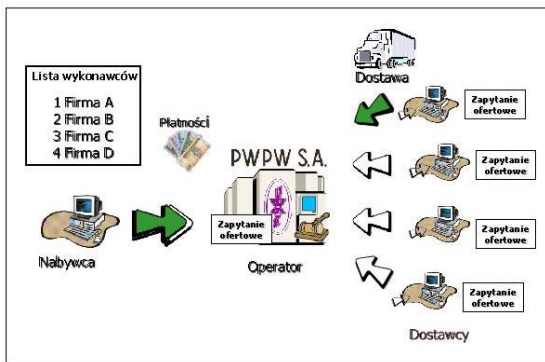 Dostawa
Lista wykonawców
1 Firma A
2 Firma B
3 Firma C
4 Firma D
Płatności
Zapytanie
ofertowe
PWPW S.A.
Zapytanie
ofertowe
Zapytanie
ofertowe
Zapytanie
ofertowe
Nabywca
Operator
Zapytanie
ofertowe
Dostawcy